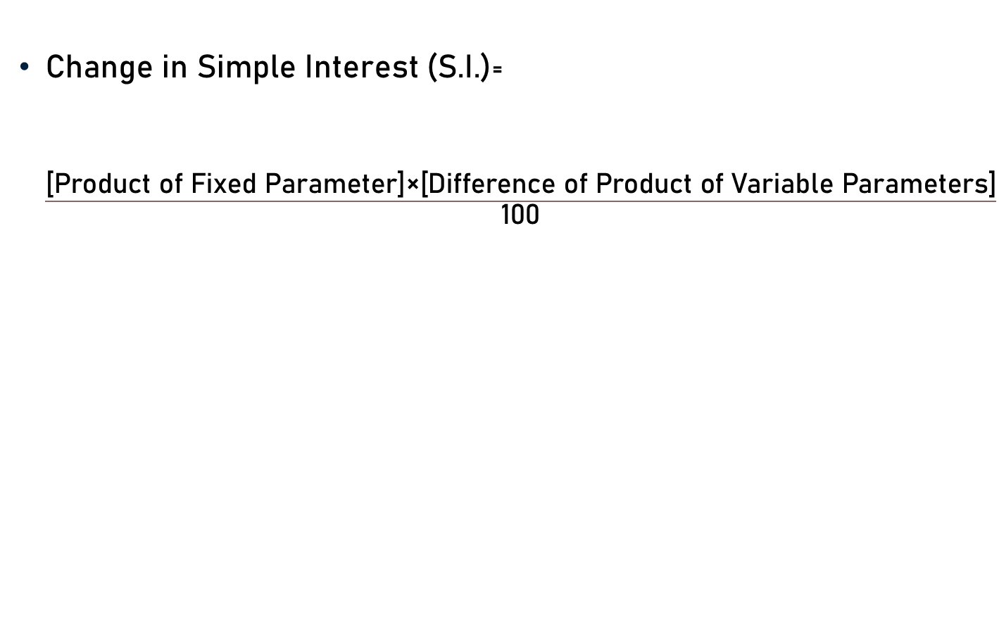 • Change in Simple Interest (S.I.)=
[Product of Fixed Parameter]×[Difference of Product of Variable Parameters]
100